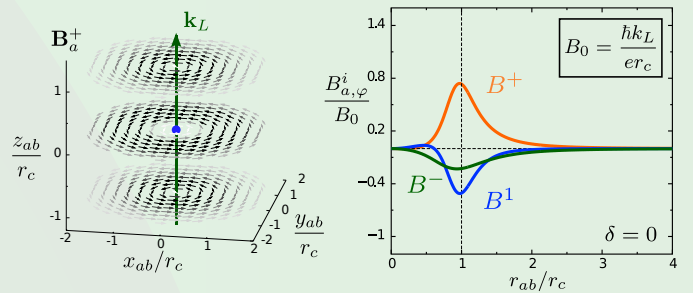 B_a^+
k_L
z_ab/r_c
1
0
-1
-2
-1
0
1
2
x_ab/r_c
-2
-1
0
1
2
y_ab/r_c
B^i_{a,φ}/B_0
1.4
0.8
0.2
−0.4
−1
B_0 = ħk_L/er_c
B^+
B^-
B^1
δ = 0
0
1
2
3
4
r_ab/r_c